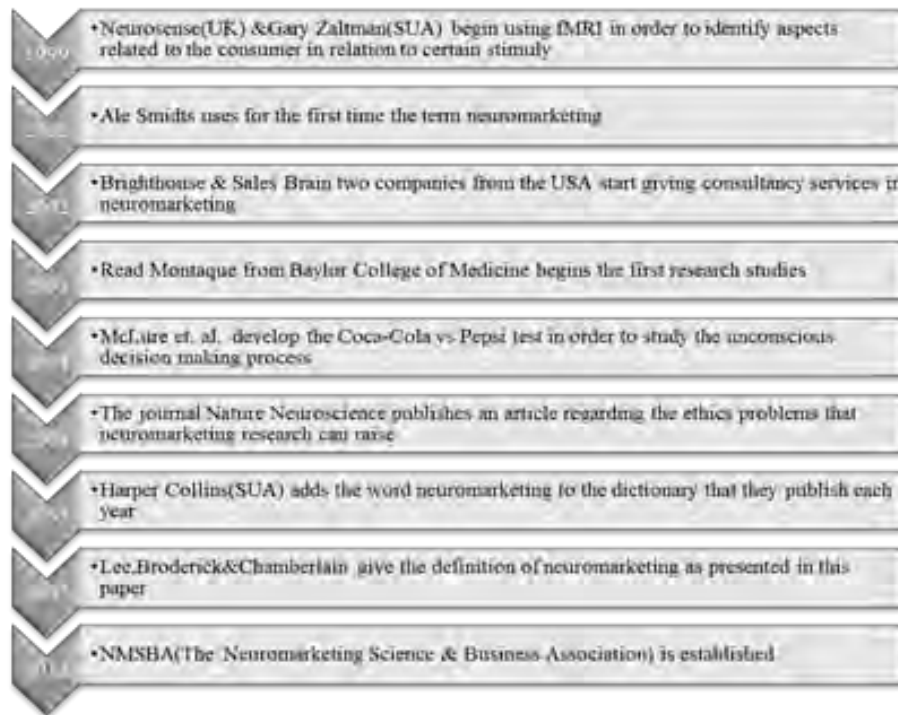 1999
•Neurosense(UK) &Gary Zaltman(SUA) begin using fMRI in order to identify aspects
related to the consumer in relation to certain stimuly
•Ale Smidts uses for the first time the term neuromarketing
•Brighthouse & Sales Brain two companies from the USA start giving consultancy services in
neuromarketing
•Read Montaque from Baylor College of Medicine begins the first research studies
•McLure et. al. develop the Coca-Cola vs Pepsi test in order to study the unconscious
decision making process
•The journal Nature Neuroscience publishes an article regarding the ethics problems that
neuromarketing research can raise
•Harper Collins(SUA) adds the word neuromarketing to the dictionary that they publish each
year
•Lee,Broderick&Chamberlain give the definition of neuromarketing as presented in this
paper
•NMSBA(The Neuromarketing Science & Business Association) is established